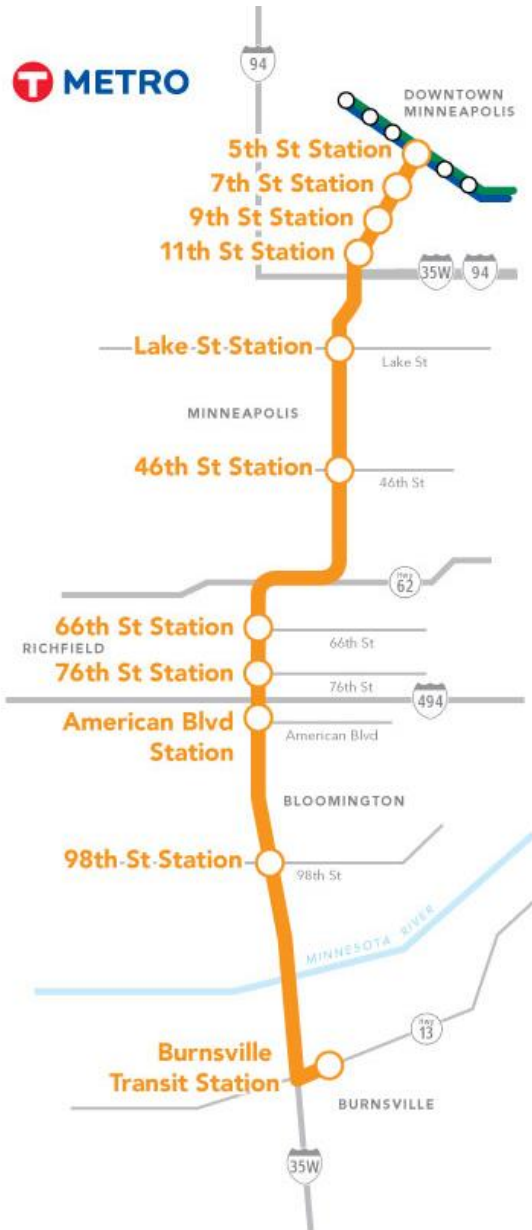 94
T METRO
DOWNTOWN
MINNEAPOLIS
5th St Station
7th St Station
9th St Station
11th St Station
35W
94
Lake St Station
Lake St
MINNEAPOLIS
46th St Station
46th St
Hwy
62
66th St Station
66th St
RICHFIELD
76th St Station
76th St
494
American Blvd
Station
American Blvd
BLOOMINGTON
98th St Station
98th St
MINNESOTA RIVER
Hwy
13
Burnsville
Transit Station
BURNSVILLE
35W